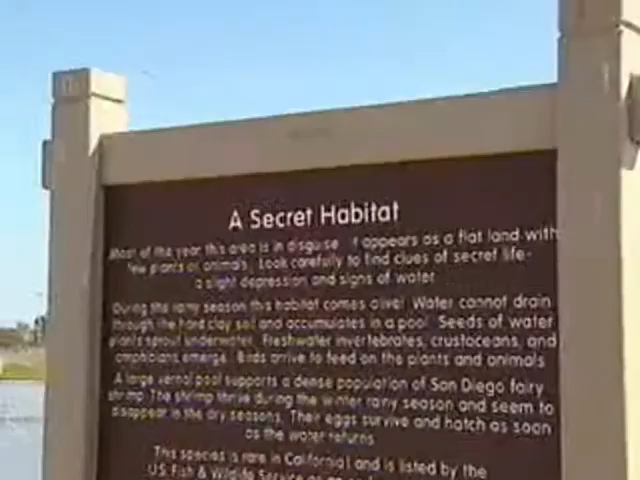 A Secret Habitat
Most of the year this area is in disguise. It appears as a flat land with
few plants or animals. Look carefully to find clues of secret life-
a slight depression and signs of water.
During the rainy season this habitat comes alive! Water cannot drain
through the hard clay soil and accumulates in a pool. Seeds of water
plants sprout underwater. Freshwater invertebrates, crustaceans, and
amphibians emerge. Birds arrive to feed on the plants and animals.
A large vernal pool supports a dense population of San Diego fairy
shrimp. The shrimp thrive during the winter rainy season and seem to
disappear in the dry seasons. Their eggs survive and hatch as soon
as the water returns.
This species is rare in California and is listed by the
U.S. Fish & Wildlife Service as an